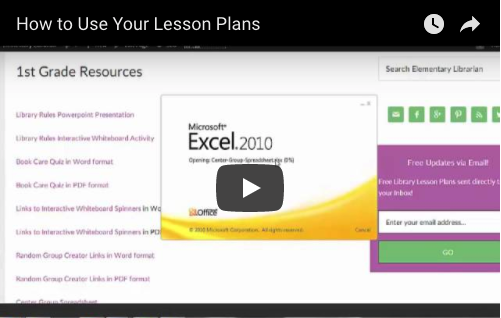 How to Use Your Lesson Plans
1st Grade Resources
Search Elementary Librarian
Library Rules Powerpoint Presentation
Library Rules Interactive Whiteboard Activity
Book Care Quiz in Word format
Book Care Quiz in PDF format
Links to Interactive Whiteboard Spinners in Wo
Links to Interactive Whiteboard Spinners in PD
Random Group Creator Links in Word format
Random Group Creator Links in PDF format
Center Group Spreadsheet
Microsoft®
Excel 2010
Opening: Center-Group-Spreadsheet.xls (0%)
Office
© 2010 Microsoft Corporation. All rights reserved.
Cancel
Free Updates via Email!
Free Library Lesson Plans sent directly t
your Inbox!
Enter your email address...
GO